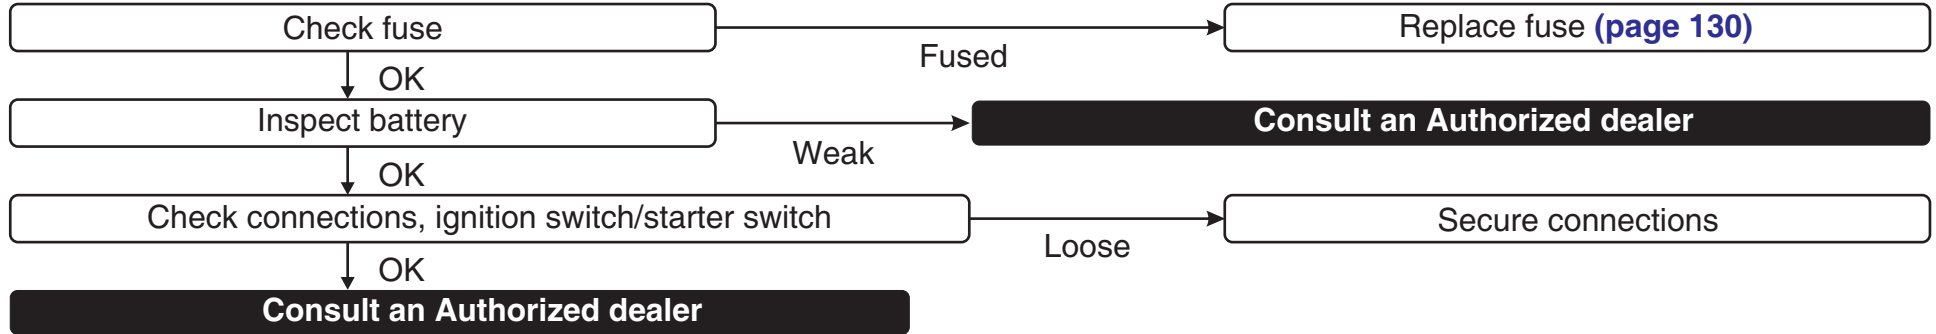 Check fuse
Fused
Replace fuse (page 130)
OK
Inspect battery
Weak
Consult an Authorized dealer
OK
Check connections, ignition switch/starter switch
Loose
Secure connections
OK
Consult an Authorized dealer